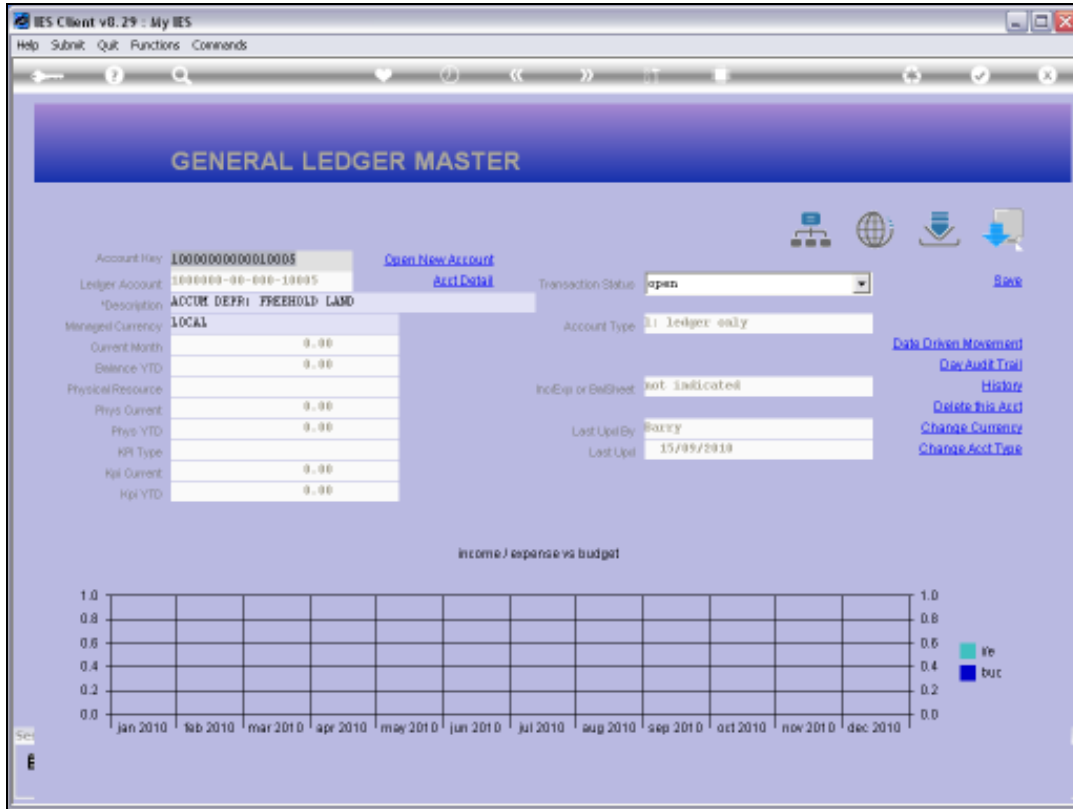 IES Client v8.29 : My IES
Help Submit Quit Functions Commands
GENERAL LEDGER MASTER
Account Key 1000000000010005 Open New Account
Ledger Account 1000000-00-000-10005 Acct Detail Transaction Status open Save
*Description ACCUM DEPR: FREEHOLD LAND
Managed Currency LOCAL Account Type 1: ledger only
Current Month 0.00 Date Driven Movement
Balance YTD 0.00 Day Audit Trail
Physical Resource Inc/Exp or BalSheet not indicated History
Phys Current 0.00 Delete this Acct
Phys YTD 0.00 Last Upd By Barry Change Currency
KPI Type Last Upd 15/09/2010 Change Acct Type
Kpi Current 0.00
Kpi YTD 0.00
income / expense vs budget
1.0 1.0
0.8 0.8
0.6 0.6
0.4 0.4
0.2 0.2
0.0 0.0
i/e
buc
jan 2010 feb 2010 mar 2010 apr 2010 may 2010 jun 2010 jul 2010 aug 2010 sep 2010 oct 2010 nov 2010 dec 2010